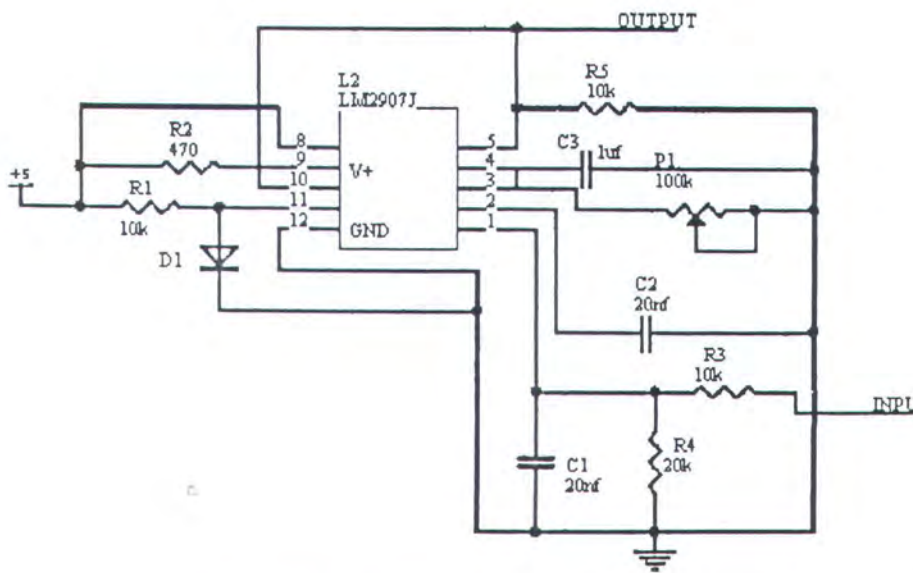 OUTPUT
L2
LM2907J
R5
10k
R2
470
8
9
10
11
12
V+
GND
5
4
3
2
1
C3
1uf
P1
100k
+5
R1
10k
D1
C2
20nf
R3
10k
INPU
R4
20k
C1
20nf